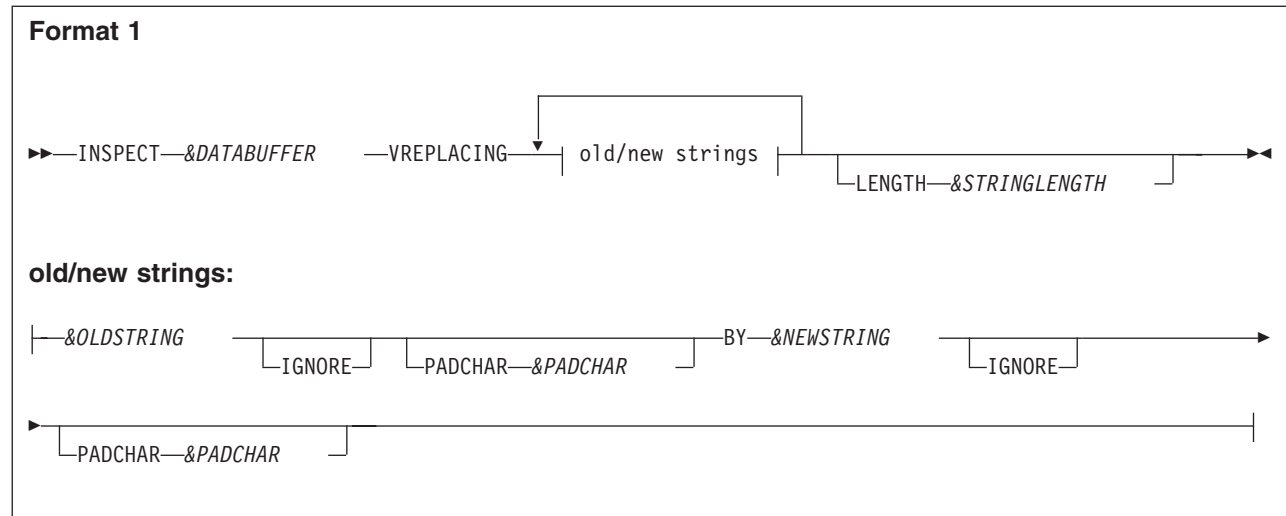 Format 1
INSPECT &DATABUFFER VREPLACING old/new strings
LENGTH &STRINGLENGTH
old/new strings:
&OLDSTRING BY &NEWSTRING
IGNORE PADCHAR &PADCHAR IGNORE
PADCHAR &PADCHAR